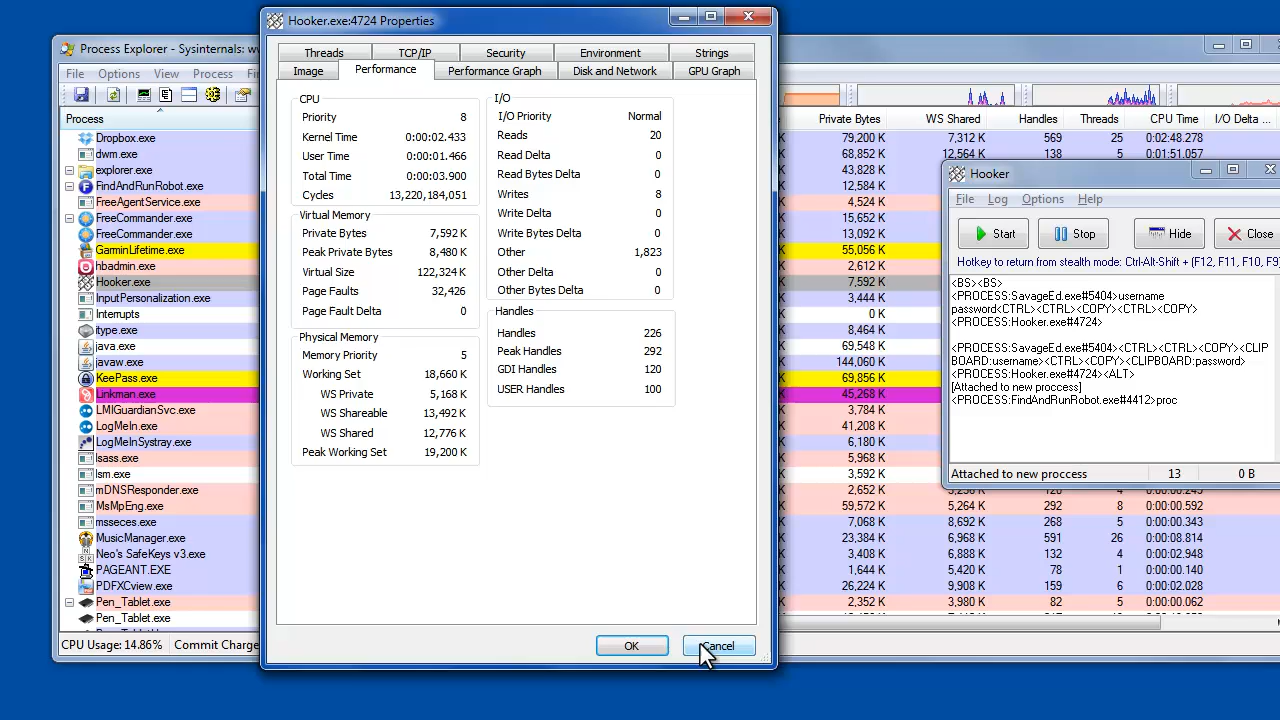 Hooker.exe:4724 Properties
Threads TCP/IP Security Environment Strings
Image Performance Performance Graph Disk and Network GPU Graph
CPU
Priority 8
Kernel Time 0:00:02.433
User Time 0:00:01.466
Total Time 0:00:03.900
Cycles 13,220,184,051
Virtual Memory
Private Bytes 7,592 K
Peak Private Bytes 8,480 K
Virtual Size 122,324 K
Page Faults 32,426
Page Fault Delta 0
Physical Memory
Memory Priority 5
Working Set 18,660 K
WS Private 5,168 K
WS Shareable 13,492 K
WS Shared 12,776 K
Peak Working Set 19,200 K
I/O
I/O Priority Normal
Reads 20
Read Delta 0
Read Bytes Delta 0
Writes 8
Write Delta 0
Write Bytes Delta 0
Other 1,823
Other Delta 0
Other Bytes Delta 0
Handles
Handles 226
Peak Handles 292
GDI Handles 120
USER Handles 100
OK Cancel
Process Explorer - Sysinternals:
File Options View Process
Process
Dropbox.exe
dwm.exe
explorer.exe
FindAndRunRobot.exe
FreeAgentService.exe
FreeCommander.exe
FreeCommander.exe
GarminLifetime.exe
hbadmin.exe
Hooker.exe
InputPersonalization.exe
Interrupts
itype.exe
java.exe
javaw.exe
KeePass.exe
Linkman.exe
LMIGuardianSvc.exe
LogMeIn.exe
LogMeInSystray.exe
lsass.exe
lsm.exe
mDNSResponder.exe
MsMpEng.exe
msseces.exe
MusicManager.exe
Neo's SafeKeys v3.exe
PAGEANT.EXE
PDFXCview.exe
Pen_Tablet.exe
Pen_Tablet.exe
CPU Usage: 14.86% Commit Charge
Private Bytes WS Shared Handles Threads CPU Time I/O Delta ...
79,200 K 7,712 K 569 25 0:02:48.278
68,852 K 12,564 K 138 5 0:01:51.057
43,828 K
12,584 K
4,524 K
15,652 K
13,092 K
55,056 K
2,612 K
7,592 K
3,444 K
0 K
8,464 K
69,548 K
144,060 K
69,856 K
45,268 K
3,784 K
41,208 K
6,180 K
5,968 K
3,592 K
2,652 K
59,572 K 5,264 K 292 8 0:00:00.592
7,068 K 8,692 K 268 5 0:00:00.343
23,384 K 6,968 K 591 26 0:00:08.814
3,408 K 6,888 K 132 4 0:00:02.948
1,644 K 5,420 K 78 1 0:00:00.140
26,224 K 9,908 K 159 6 0:00:02.028
2,352 K 3,980 K 82 5 0:00:00.062
Hooker
File Log Options Help
Start Stop Hide Close
Hotkey to return from stealth mode: Ctrl-Alt-Shift + (F12, F11, F10, F9)
<BS><BS>
<PROCESS:SavageEd.exe#5404>username
password<CTRL><CTRL><COPY><CTRL><COPY>
<PROCESS:Hooker.exe#4724>
<PROCESS:SavageEd.exe#5404><CTRL><CTRL><COPY><CLIP
BOARD:username><CTRL><COPY><CLIPBOARD:password>
<PROCESS:Hooker.exe#4724><ALT>
[Attached to new proccess]
<PROCESS:FindAndRunRobot.exe#4412>proc
Attached to new proccess 13 0 B